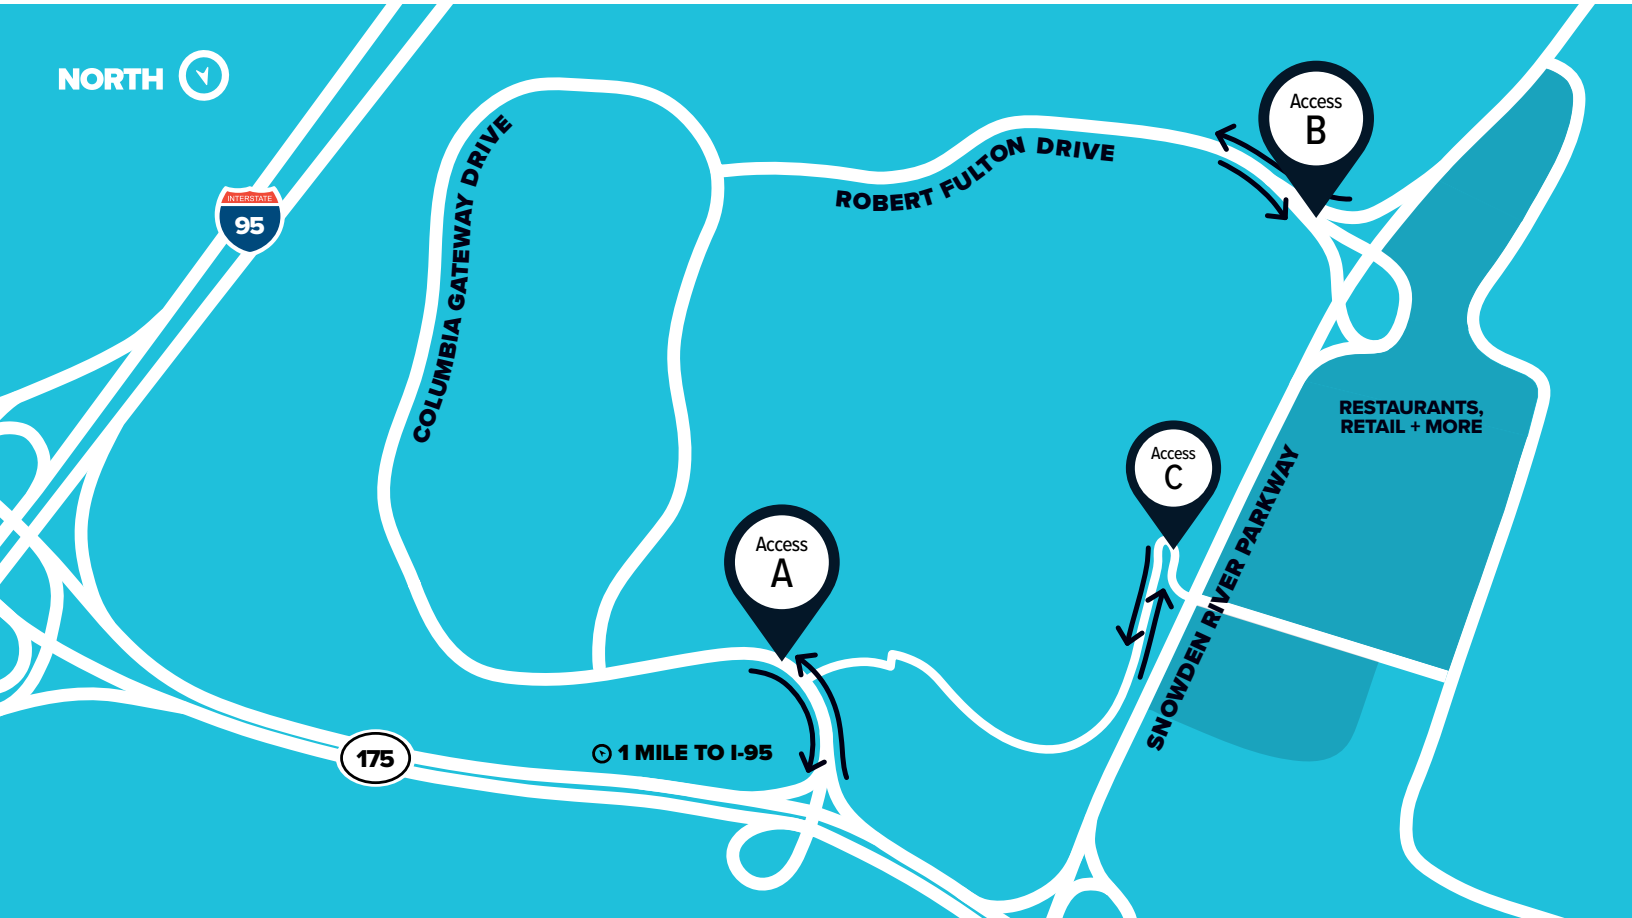 NORTH
INTERSTATE
95
COLUMBIA GATEWAY DRIVE
ROBERT FULTON DRIVE
Access
B
RESTAURANTS,
RETAIL + MORE
Access
C
SNOWDEN RIVER PARKWAY
Access
A
1 MILE TO I-95
175